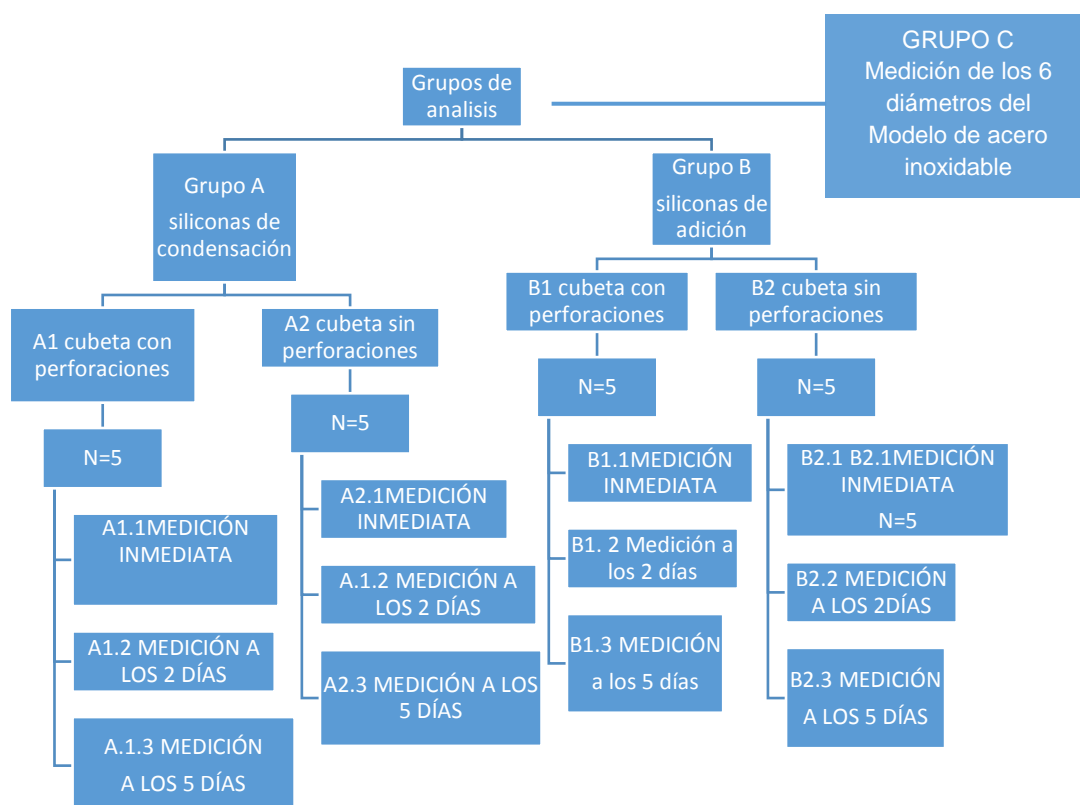 GRUPO C
Medición de los 6
diámetros del
Modelo de acero
inoxidable
Grupos de
analisis
Grupo A
siliconas de
condensación
Grupo B
siliconas de
adición
A1 cubeta con
perforaciones
A2 cubeta sin
perforaciones
B1 cubeta con
perforaciones
B2 cubeta sin
perforaciones
N=5
A1.1MEDICIÓN
INMEDIATA
A1.2 MEDICIÓN A
LOS 2 DÍAS
A.1.3 MEDICIÓN
A LOS 5 DÍAS
N=5
A2.1MEDICIÓN
INMEDIATA
A.1.2 MEDICIÓN A
LOS 2 DÍAS
A2.3 MEDICIÓN A LOS
5 DÍAS
N=5
B1.1MEDICIÓN
INMEDIATA
B1. 2 Medición a
los 2 días
B1.3 MEDICIÓN
a los 5 días
N=5
B2.1 B2.1MEDICIÓN
INMEDIATA
N=5
B2.2 MEDICIÓN
A LOS 2DÍAS
B2.3 MEDICIÓN
A LOS 5 DÍAS